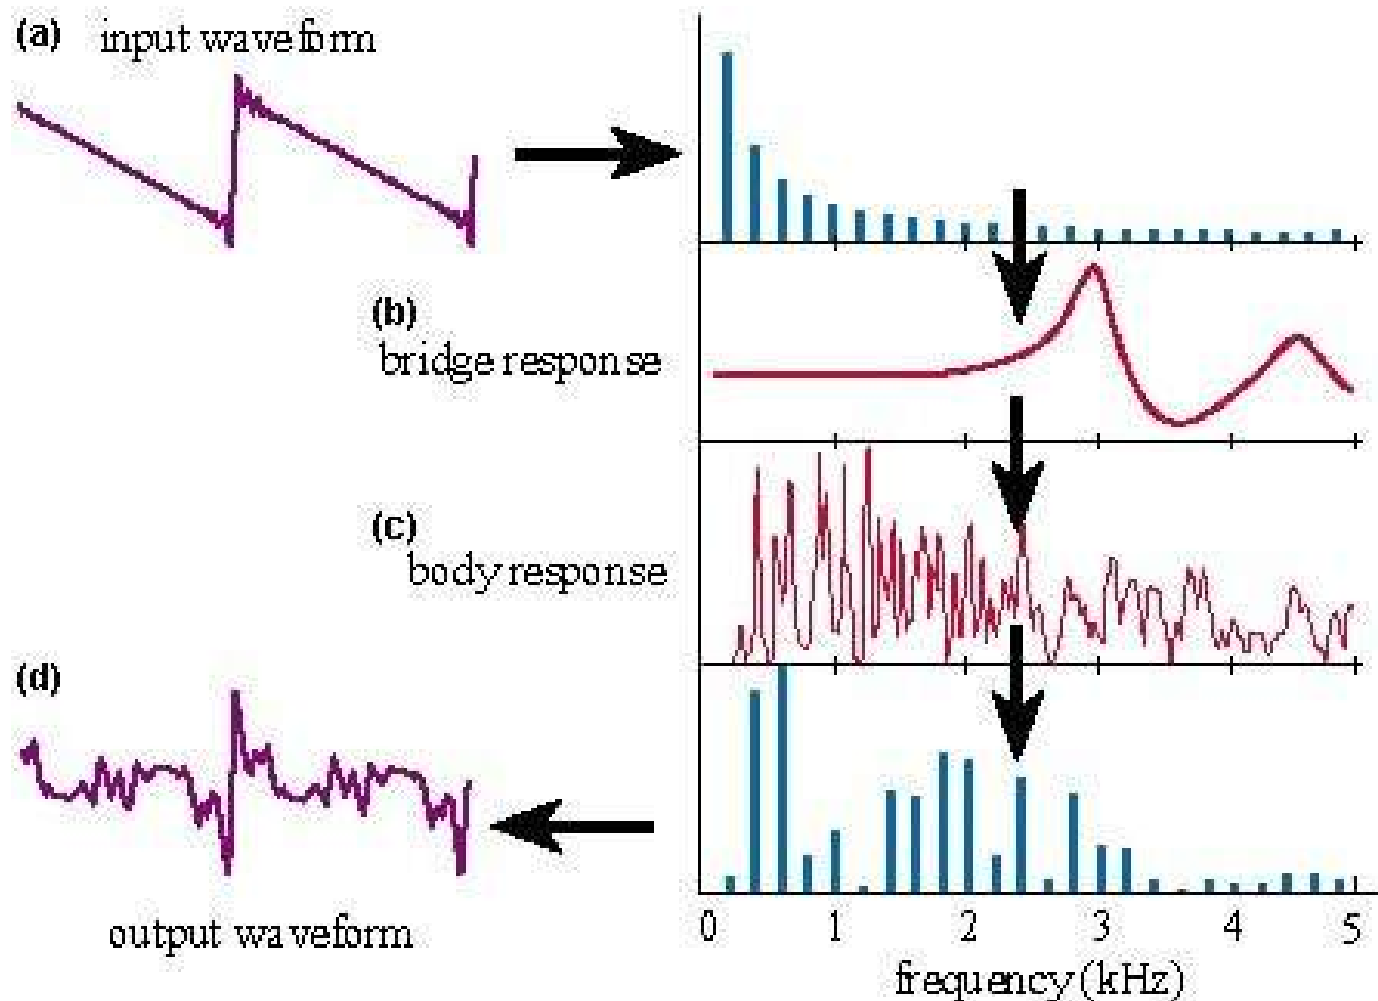 (a) input waveform
(b)
bridge response
(c)
body response
(d)
output waveform
0 1 2 3 4 5
frequency (kHz)